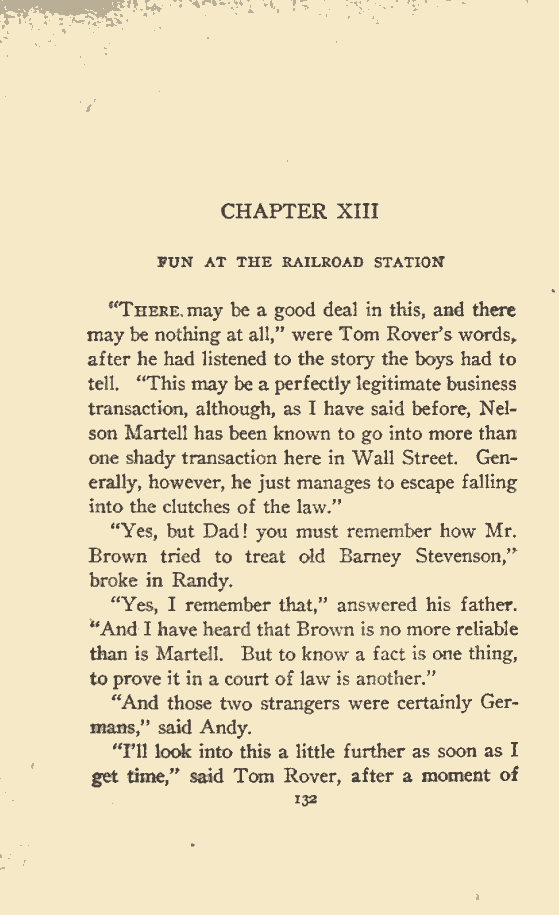 CHAPTER XIII
FUN AT THE RAILROAD STATION
“THERE may be a good deal in this, and there
may be nothing at all,” were Tom Rover’s words,
after he had listened to the story the boys had to
tell. “This may be a perfectly legitimate business
transaction, although, as I have said before, Nel-
son Martell has been known to go into more than
one shady transaction here in Wall Street. Gen-
erally, however, he just manages to escape falling
into the clutches of the law.”
“Yes, but Dad! you must remember how Mr.
Brown tried to treat old Barney Stevenson,”
broke in Randy.
“Yes, I remember that,” answered his father.
“And I have heard that Brown is no more reliable
than is Martell. But to know a fact is one thing,
to prove it in a court of law is another.”
“And those two strangers were certainly Ger-
mans,” said Andy.
“I’ll look into this a little further as soon as I
get time,” said Tom Rover, after a moment of
132